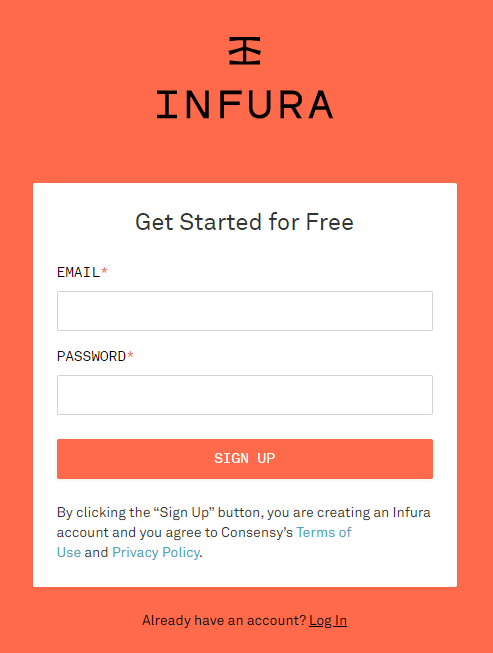 INFURA
Get Started for Free
EMAIL*
PASSWORD*
SIGN UP
By clicking the “Sign Up” button, you are creating an Infura
account and you agree to Consensy’s Terms of
Use and Privacy Policy.
Already have an account? Log In